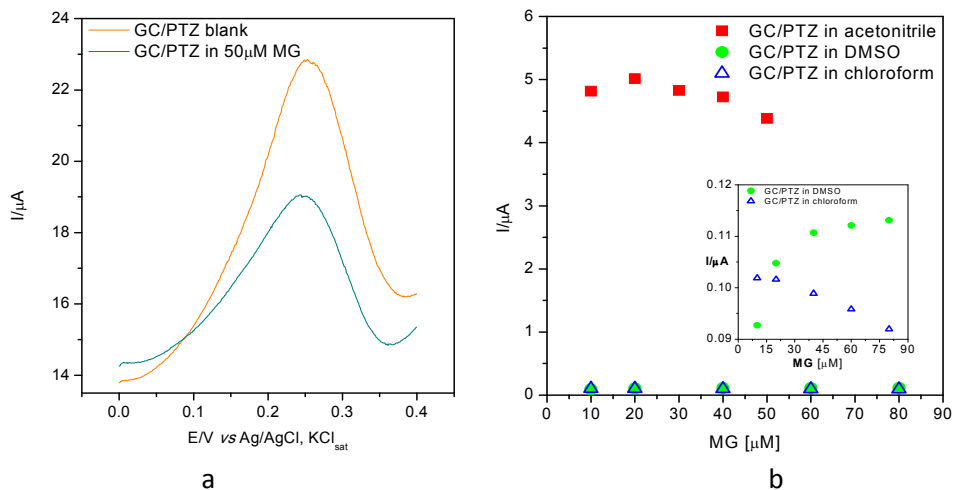 GC/PTZ blank
GC/PTZ in 50μM MG
24
22
20
18
16
14
I/μA
0.0
0.1
0.2
0.3
0.4
E/V vs Ag/AgCl, KCl_sat
a
GC/PTZ in acetonitrile
GC/PTZ in DMSO
GC/PTZ in chloroform
6
5
4
3
2
1
0
I/μA
GC/PTZ in DMSO
GC/PTZ in chloroform
0.12
0.11
0.10
0.09
I/μA
0
15
30
45
60
75
90
MG [μM]
0
10
20
30
40
50
60
70
80
90
MG [μM]
b